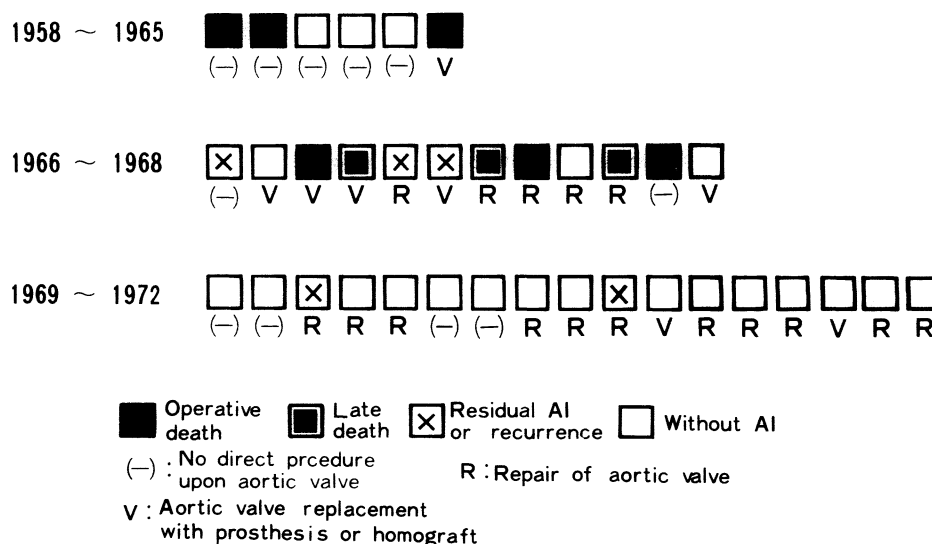 1958 ~ 1965
(—) (—) (—) (—) (—) V
1966 ~ 1968
(—) V V V R V R R R R (—) V
1969 ~ 1972
(—) (—) R R R (—) (—) R R R V R R R V R R
Operative death
Late death
Residual AI or recurrence
Without AI
(—) : No direct prcedure upon aortic valve
R : Repair of aortic valve
V : Aortic valve replacement
with prosthesis or homograft